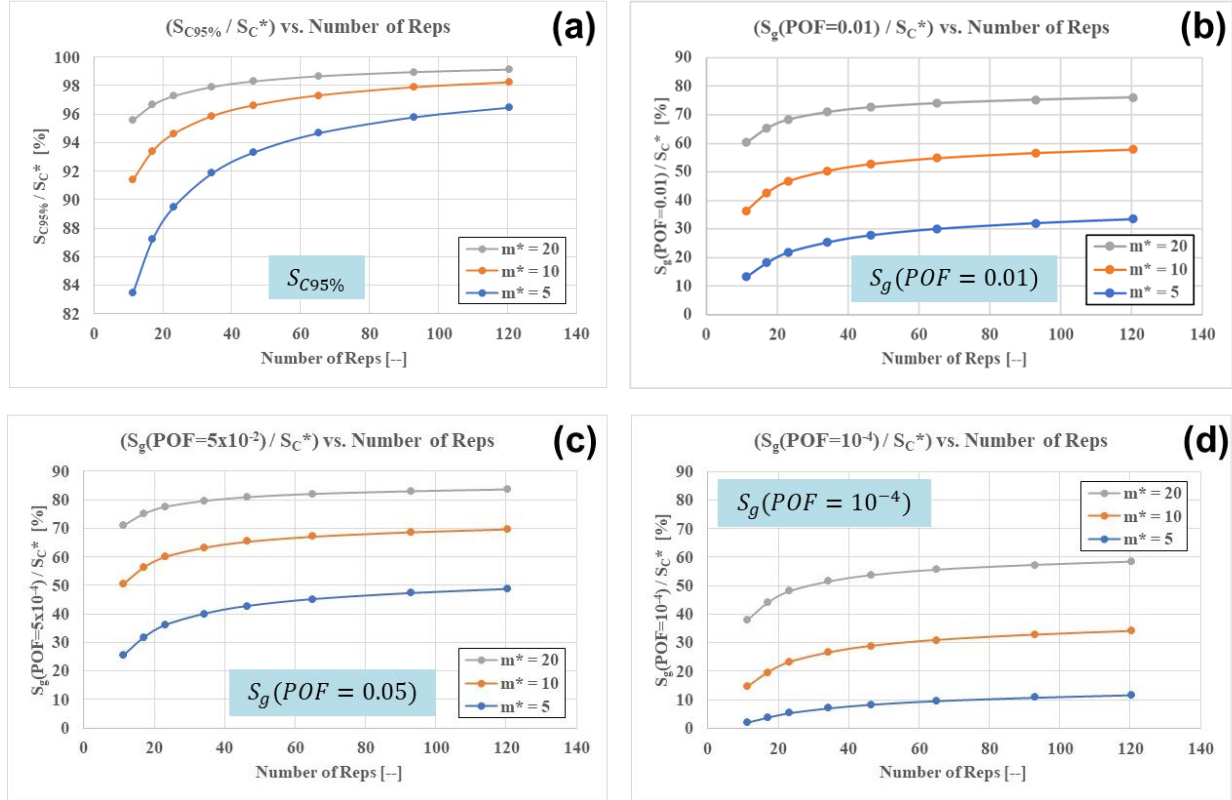 (S_C95% / S_C*) vs. Number of Reps
(a)
S_C95% / S_C* [%]
100
98
96
94
92
90
88
86
84
82
S_C95%
m* = 20
m* = 10
m* = 5
0 20 40 60 80 100 120 140
Number of Reps [--]
(S_g(POF=0.01) / S_C*) vs. Number of Reps
(b)
S_g(POF=0.01) / S_C* [%]
90
80
70
60
50
40
30
20
10
0
S_g(POF = 0.01)
m* = 20
m* = 10
m* = 5
0 20 40 60 80 100 120 140
Number of Reps [--]
(S_g(POF=5x10⁻²) / S_C*) vs. Number of Reps
(c)
S_g(POF=5x10⁻⁴) / S_C* [%]
90
80
70
60
50
40
30
20
10
0
S_g(POF = 0.05)
m* = 20
m* = 10
m* = 5
0 20 40 60 80 100 120 140
Number of Reps [--]
(S_g(POF=10⁻⁴) / S_C*) vs. Number of Reps
(d)
S_g(POF=10⁻⁴) / S_C* [%]
90
80
70
60
50
40
30
20
10
0
S_g(POF = 10⁻⁴)
m* = 20
m* = 10
m* = 5
0 20 40 60 80 100 120 140
Number of Reps [--]